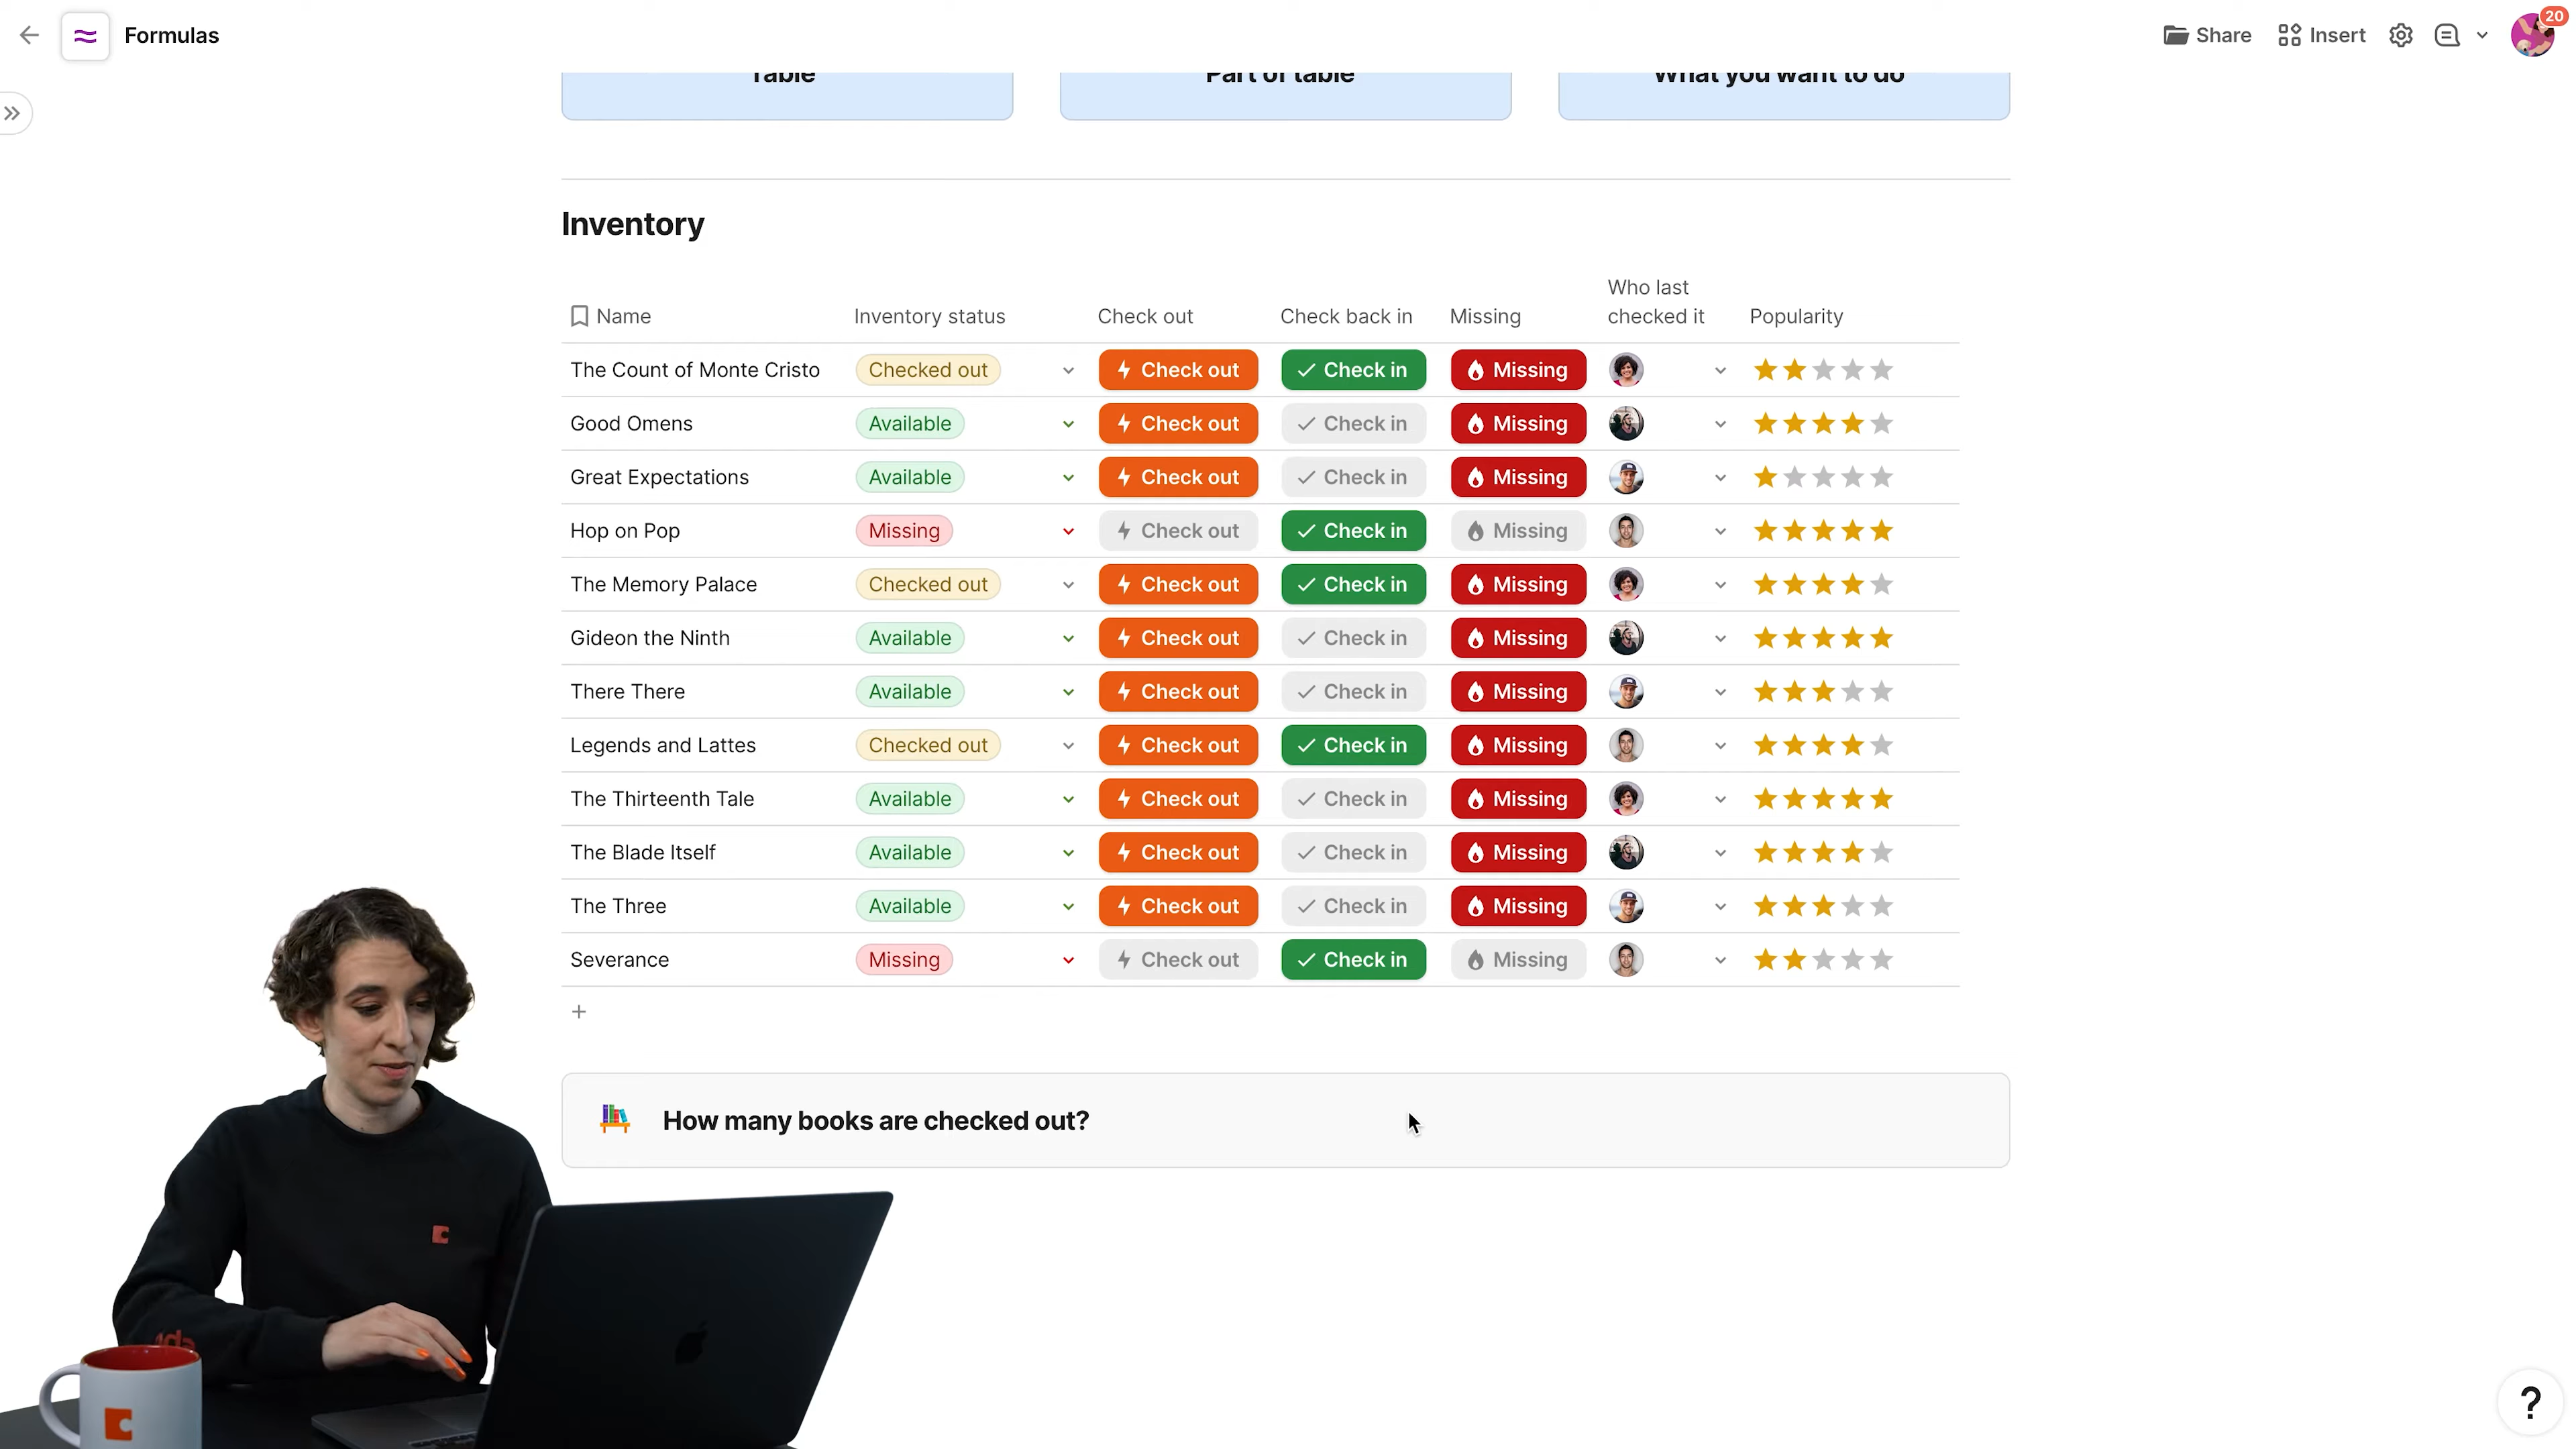 Formulas
Share
Insert
20
Table
Part of table
What you want to do
Inventory
Name Inventory status Check out Check back in Missing Who last checked it Popularity
The Count of Monte Cristo Checked out Check out Check in Missing
Good Omens Available Check out Check in Missing
Great Expectations Available Check out Check in Missing
Hop on Pop Missing Check out Check in Missing
The Memory Palace Checked out Check out Check in Missing
Gideon the Ninth Available Check out Check in Missing
There There Available Check out Check in Missing
Legends and Lattes Checked out Check out Check in Missing
The Thirteenth Tale Available Check out Check in Missing
The Blade Itself Available Check out Check in Missing
The Three Available Check out Check in Missing
Severance Missing Check out Check in Missing
+
How many books are checked out?
?